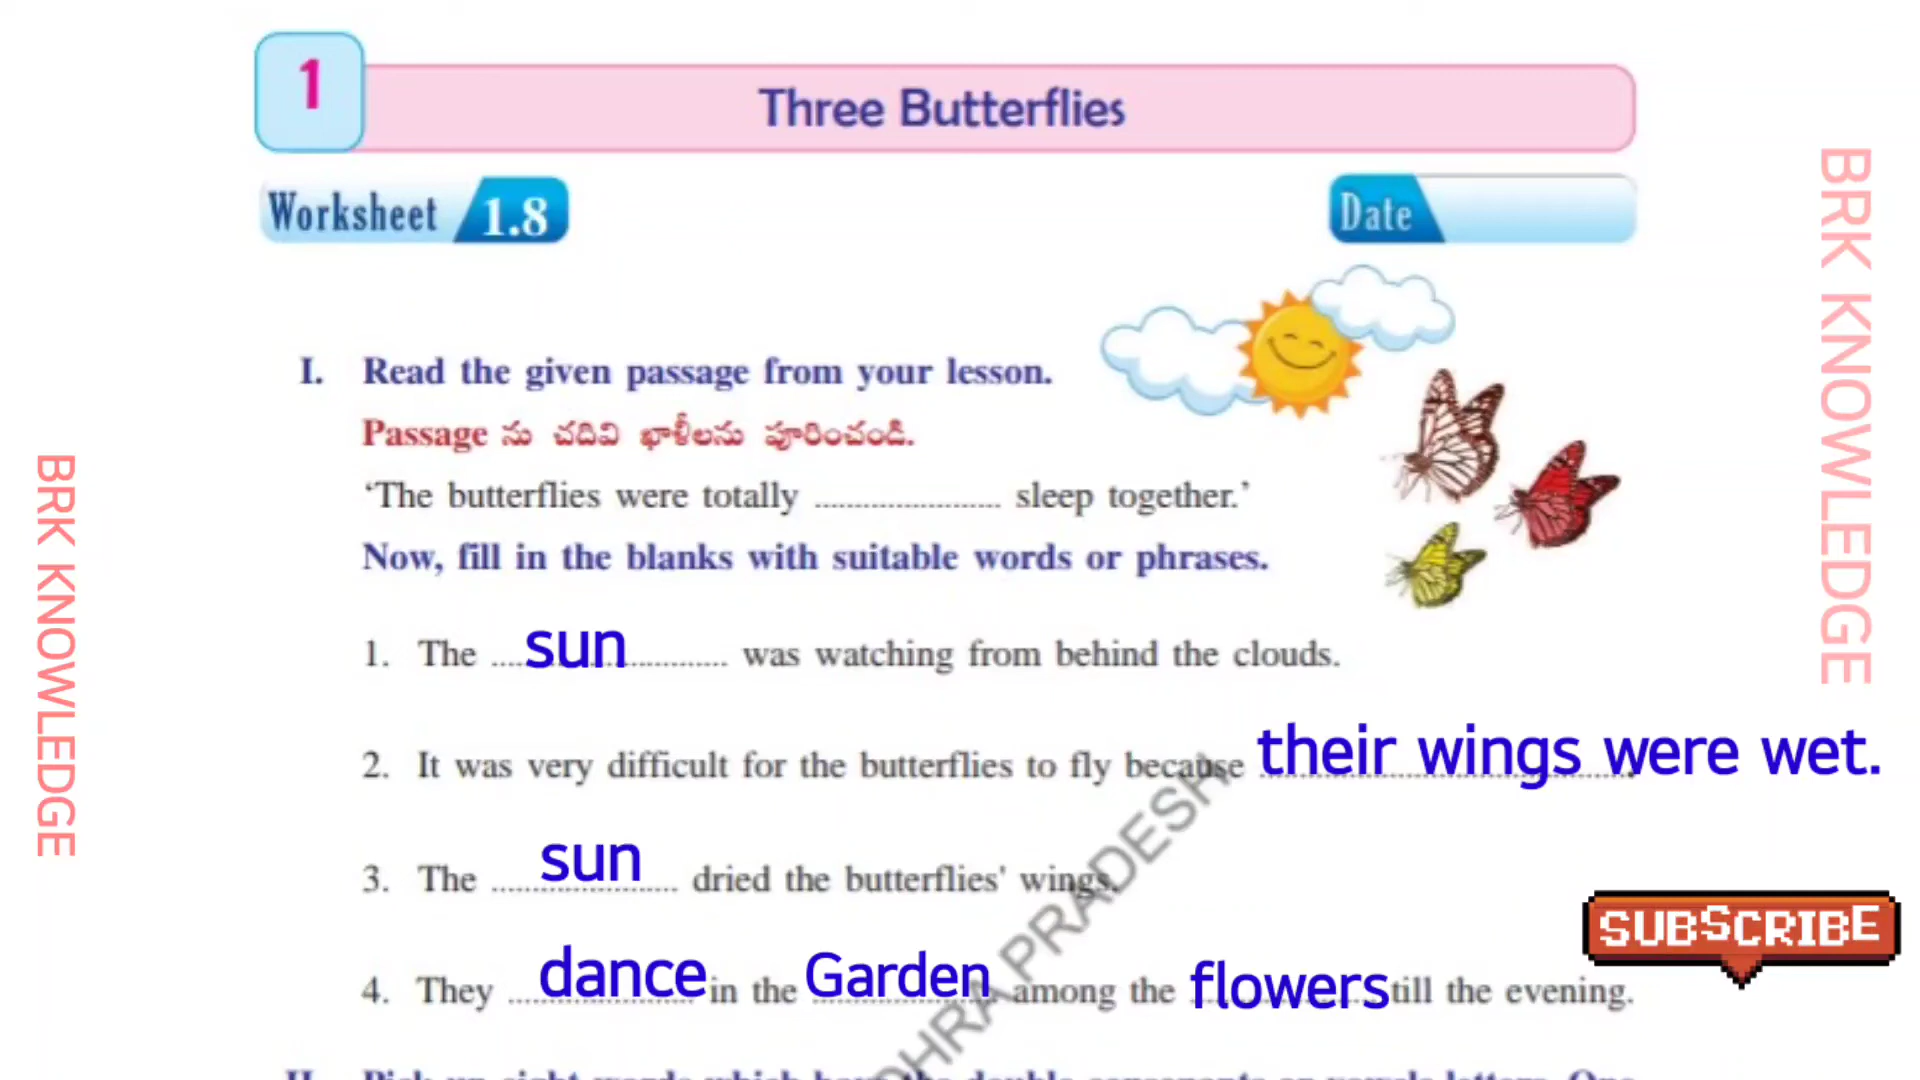 1
Three Butterflies
Worksheet 1.8
Date
I. Read the given passage from your lesson.
Passage ను చదివి ఖాళీలను పూరించండి.
‘The butterflies were totally ........................ sleep together.’
Now, fill in the blanks with suitable words or phrases.
1. The sun was watching from behind the clouds.
2. It was very difficult for the butterflies to fly because their wings were wet.
3. The sun dried the butterflies' wings.
4. They dance in the Garden among the flowers till the evening.
BRK KNOWLEDGE
BRK KNOWLEDGE
SUBSCRIBE
DHRA PRADESH